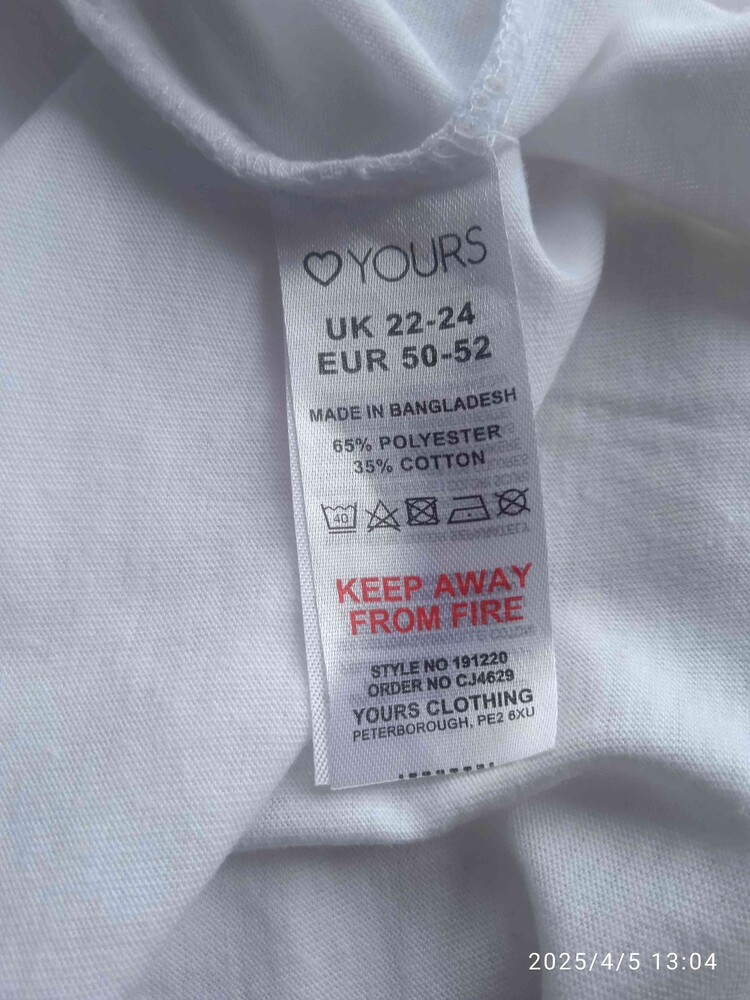 YOURS
UK 22-24
EUR 50-52
MADE IN BANGLADESH
65% POLYESTER
35% COTTON
40
KEEP AWAY
FROM FIRE
STYLE NO 191220
ORDER NO CJ4629
YOURS CLOTHING
PETERBOROUGH, PE2 6XU
2025/4/5 13:04